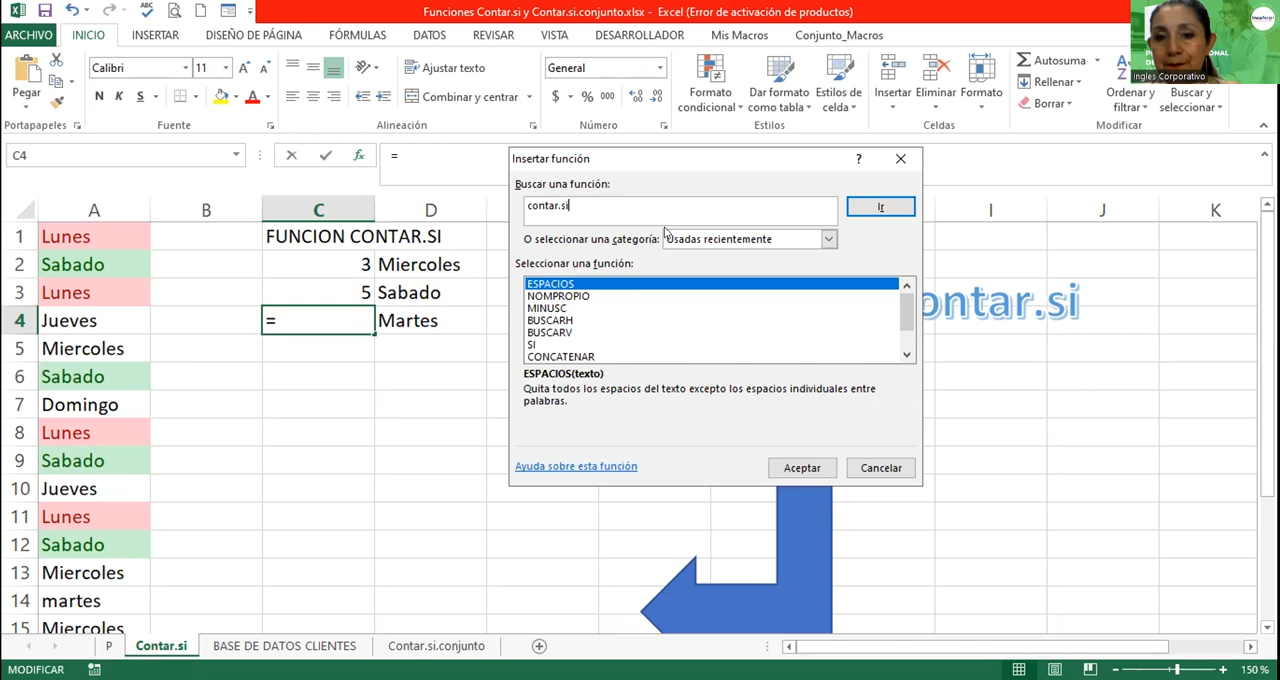 Funciones Contar.si y Contar.si.conjunto.xlsx - Excel (Error de activación de productos)
ARCHIVO INICIO INSERTAR DISEÑO DE PÁGINA FÓRMULAS DATOS REVISAR VISTA DESARROLLADOR Mis Macros Conjunto_Macros
Ingles Corporativo
Calibri 11 Ajustar texto General Autosuma
Pegar N K S Combinar y centrar $ % 000 Formato condicional Dar formato como tabla Estilos de celda Insertar Eliminar Formato Rellenar Borrar Ordenar y filtrar Buscar y seleccionar
Portapapeles Fuente Alineación Número Estilos Celdas Modificar
C4 fx =
Insertar función ?
Buscar una función:
contar.si
Ir
O seleccionar una categoría: Usadas recientemente
Seleccionar una función:
ESPACIOS
NOMPROPIO
MINUSC
BUSCARH
BUSCARV
SI
CONCATENAR
ESPACIOS(texto)
Quita todos los espacios del texto excepto los espacios individuales entre
palabras.
Ayuda sobre esta función Aceptar Cancelar
A B C D I J K
1 Lunes FUNCION CONTAR.SI
2 Sabado 3 Miercoles
3 Lunes 5 Sabado
ontar.si
4 Jueves = Martes
5 Miercoles
6 Sabado
7 Domingo
8 Lunes
9 Sabado
10 Jueves
11 Lunes
12 Sabado
13 Miercoles
14 martes
15 Miercoles
P Contar.si BASE DE DATOS CLIENTES Contar.si.conjunto
MODIFICAR 150 %